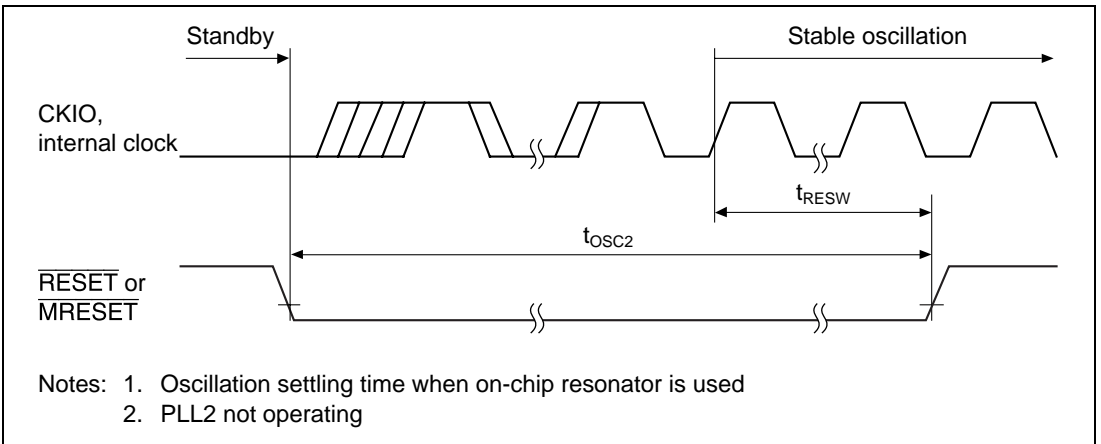 Standby
Stable oscillation
CKIO,
internal clock
tRESW
tOSC2
RESET or
MRESET
Notes: 1. Oscillation settling time when on-chip resonator is used
2. PLL2 not operating